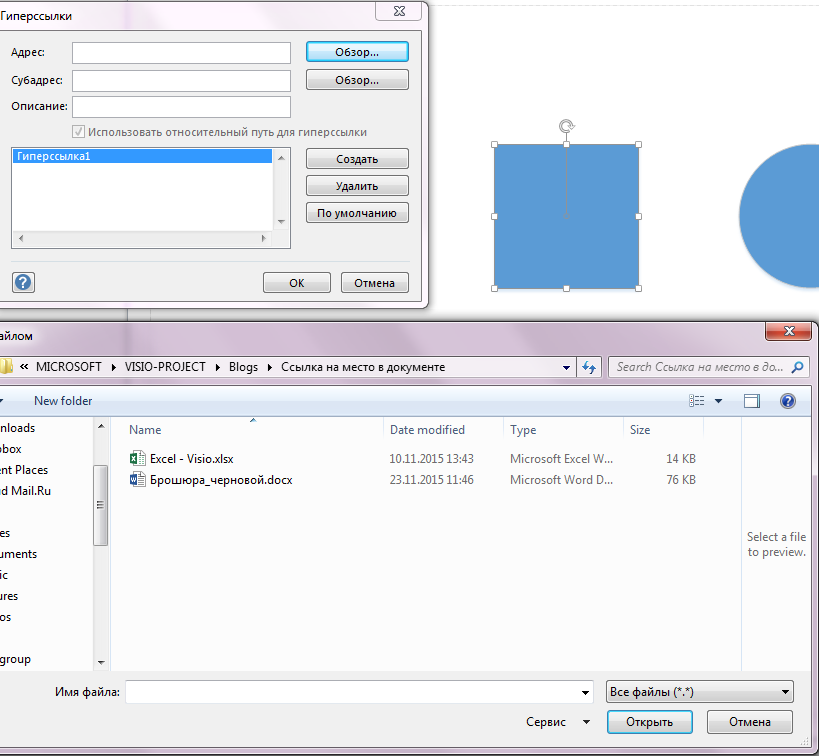 Гиперссылки
Адрес:
Обзор...
Субадрес:
Обзор...
Описание:
Использовать относительный путь для гиперссылки
Гиперссылка1
Создать
Удалить
По умолчанию
?
OK
Отмена
айлом
« MICROSOFT ▸ VISIO-PROJECT ▸ Blogs ▸ Ссылка на место в документе
Search Ссылка на место в до...
New folder
?
nloads
box
ent Places
d Mail.Ru
es
uments
ic
ures
os
group
Name Date modified Type Size
Excel - Visio.xlsx 10.11.2015 13:43 Microsoft Excel W... 14 KB
Брошюра_черновой.docx 23.11.2015 11:46 Microsoft Word D... 76 KB
Select a file
to preview.
Имя файла:
Все файлы (*.*)
Сервис
Открыть
Отмена